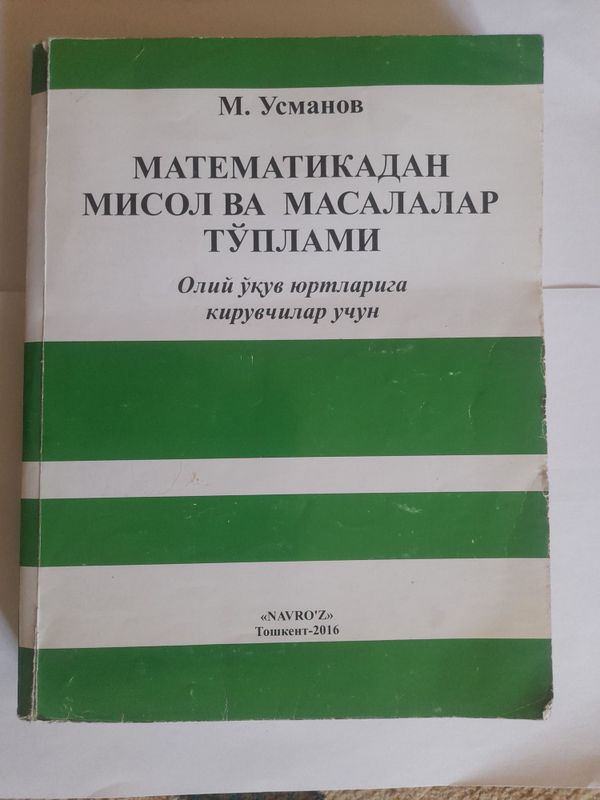 М. Усманов
МАТЕМАТИКАДАН
МИСОЛ ВА МАСАЛАЛАР
ТЎПЛАМИ
Олий ўқув юртларига
кирувчилар учун
«NAVRO'Z»
Тошкент-2016